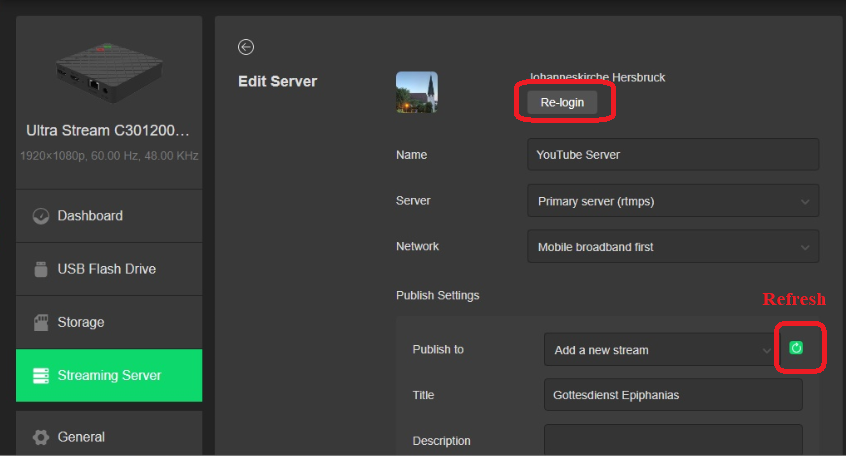 Ultra Stream C301200…
1920×1080p, 60.00 Hz, 48.00 KHz
Dashboard
USB Flash Drive
Storage
Streaming Server
General
Edit Server
Johanneskirche Hersbruck
Re-login
Name
YouTube Server
Server
Primary server (rtmps)
Network
Mobile broadband first
Publish Settings
Refresh
Publish to
Add a new stream
Title
Gottesdienst Epiphanias
Description